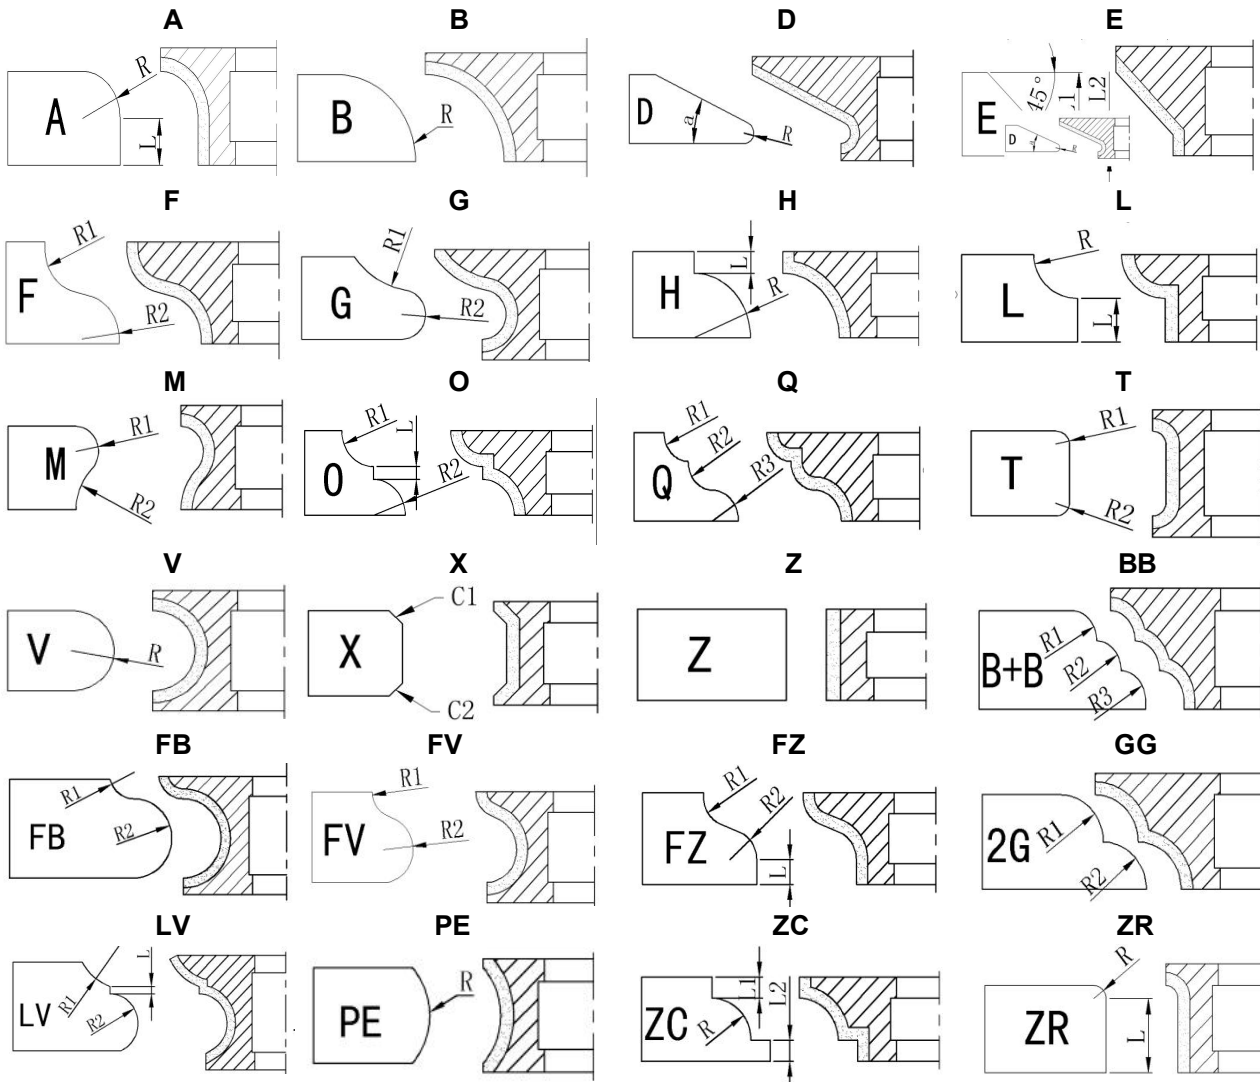 A B D E
A R L
B R
D a R
E 45° L1 L2
D a R
F G H L
F R1 R2
G R1 R2
H L R
L R L
M O Q T
M R1 R2
O R1 L R2
Q R1 R2 R3
T R1 R2
V X Z BB
V R
X C1 C2
Z
B+B R1 R2 R3
FB FV FZ GG
FB R1 R2
FV R1 R2
FZ R1 R2 L
2G R1 R2
LV PE ZC ZR
LV R1 R2 L
PE R
ZC L1 L2 R
ZR R L